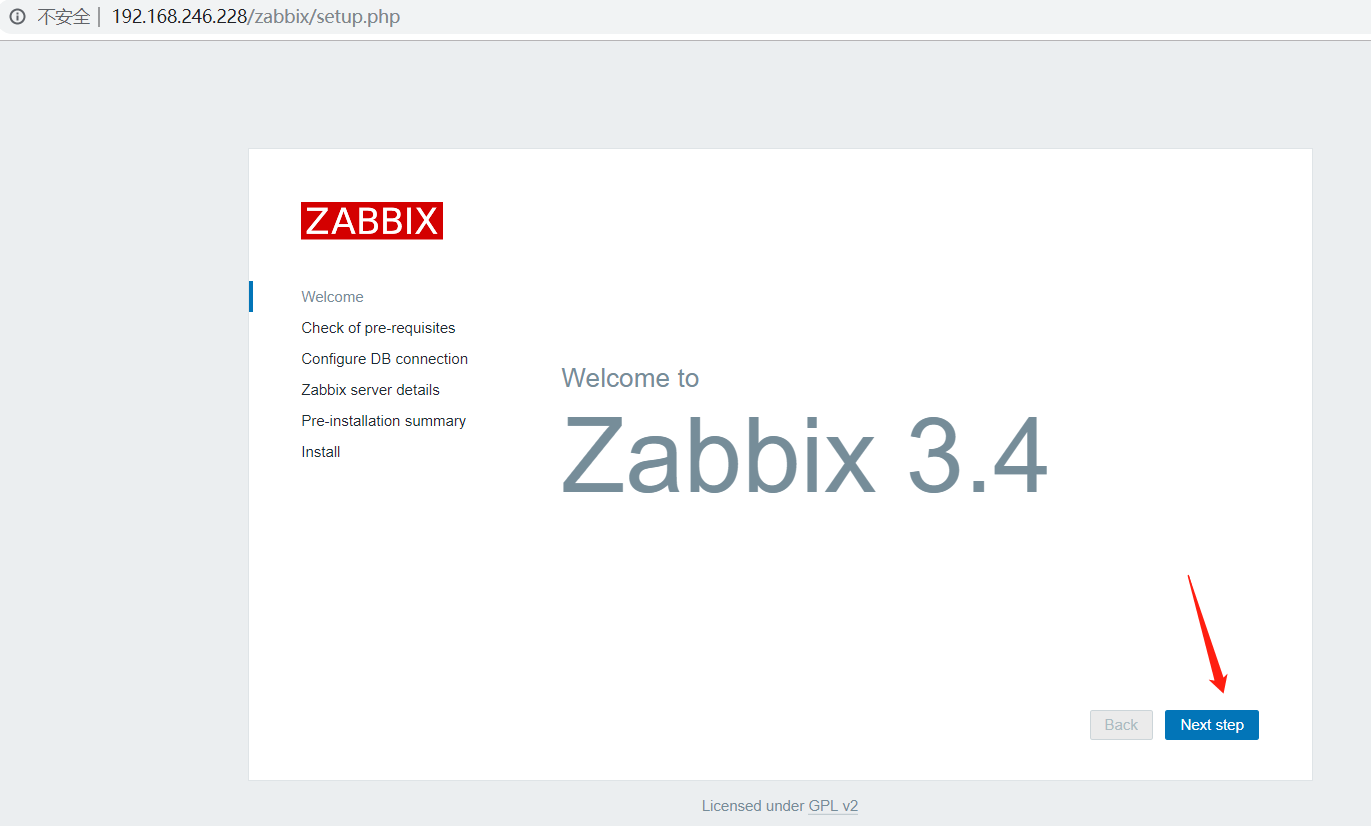 不安全 | 192.168.246.228/zabbix/setup.php
ZABBIX
Welcome
Check of pre-requisites
Configure DB connection
Zabbix server details
Pre-installation summary
Install
Welcome to
Zabbix 3.4
Back
Next step
Licensed under GPL v2